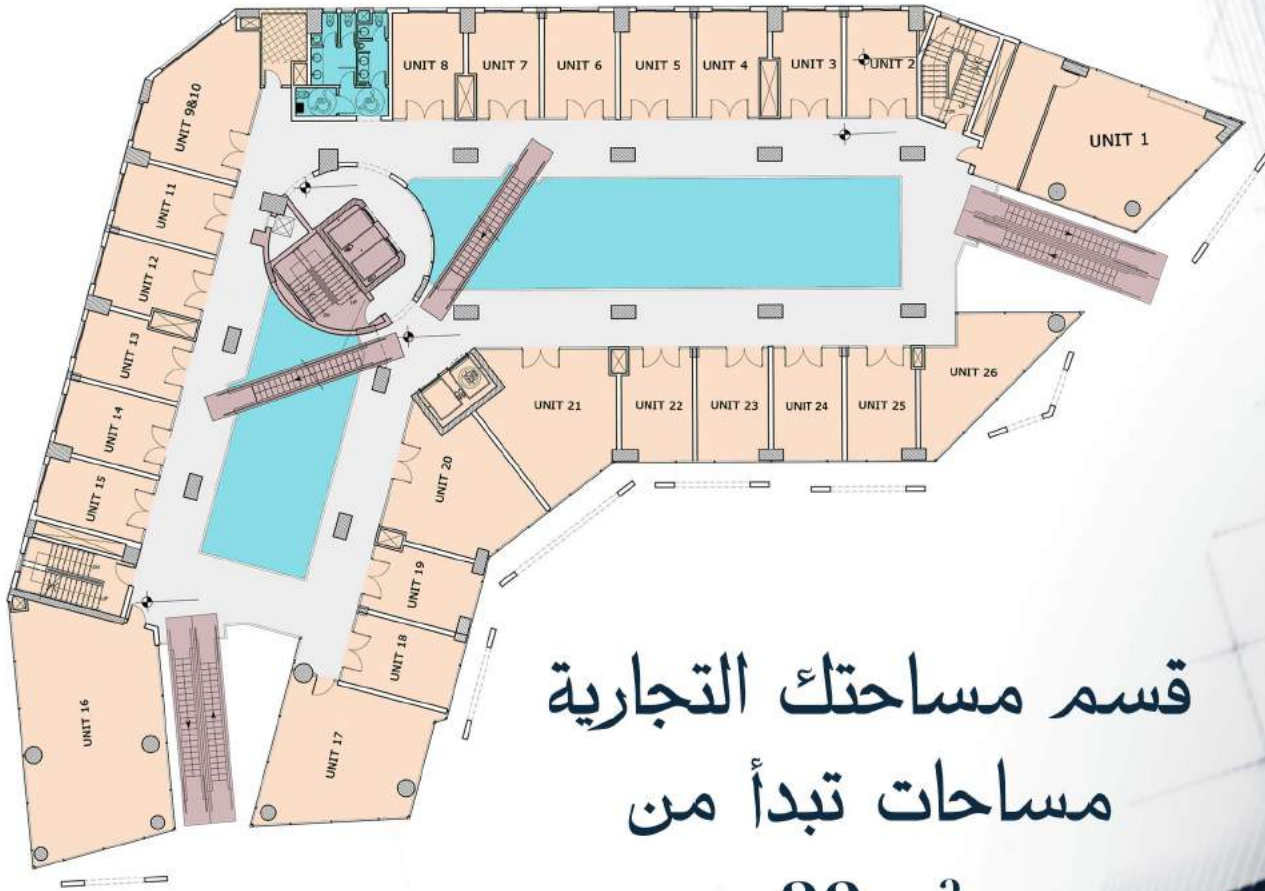 UNIT 8
UNIT 7
UNIT 6
UNIT 5
UNIT 4
UNIT 3
UNIT 2
UNIT 1
UNIT 9&10
UNIT 11
UNIT 12
UNIT 13
UNIT 14
UNIT 15
UNIT 16
UNIT 17
UNIT 18
UNIT 19
UNIT 20
UNIT 21
UNIT 22
UNIT 23
UNIT 24
UNIT 25
UNIT 26
قسم مساحتك التجارية
مساحات تبدأ من